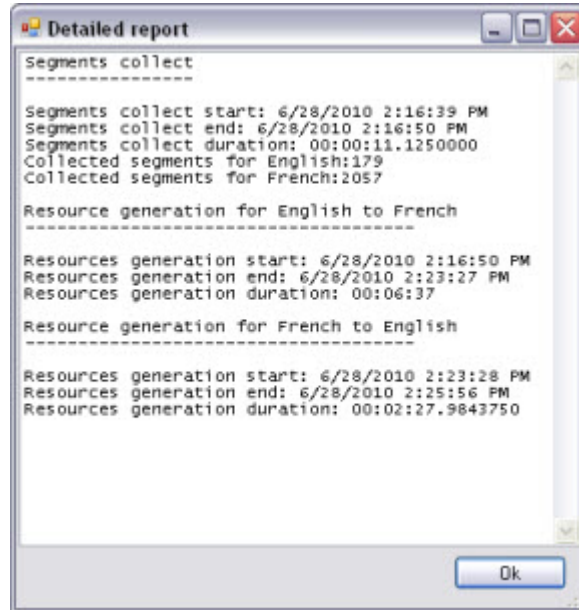 Detailed report
Segments collect
----------------
Segments collect start: 6/28/2010 2:16:39 PM
Segments collect end: 6/28/2010 2:16:50 PM
Segments collect duration: 00:00:11.1250000
Collected segments for English:179
Collected segments for French:2057
Resource generation for English to French
--------------------------------------
Resources generation start: 6/28/2010 2:16:50 PM
Resources generation end: 6/28/2010 2:23:27 PM
Resources generation duration: 00:06:37
Resource generation for French to English
--------------------------------------
Resources generation start: 6/28/2010 2:23:28 PM
Resources generation end: 6/28/2010 2:25:56 PM
Resources generation duration: 00:02:27.9843750
Ok